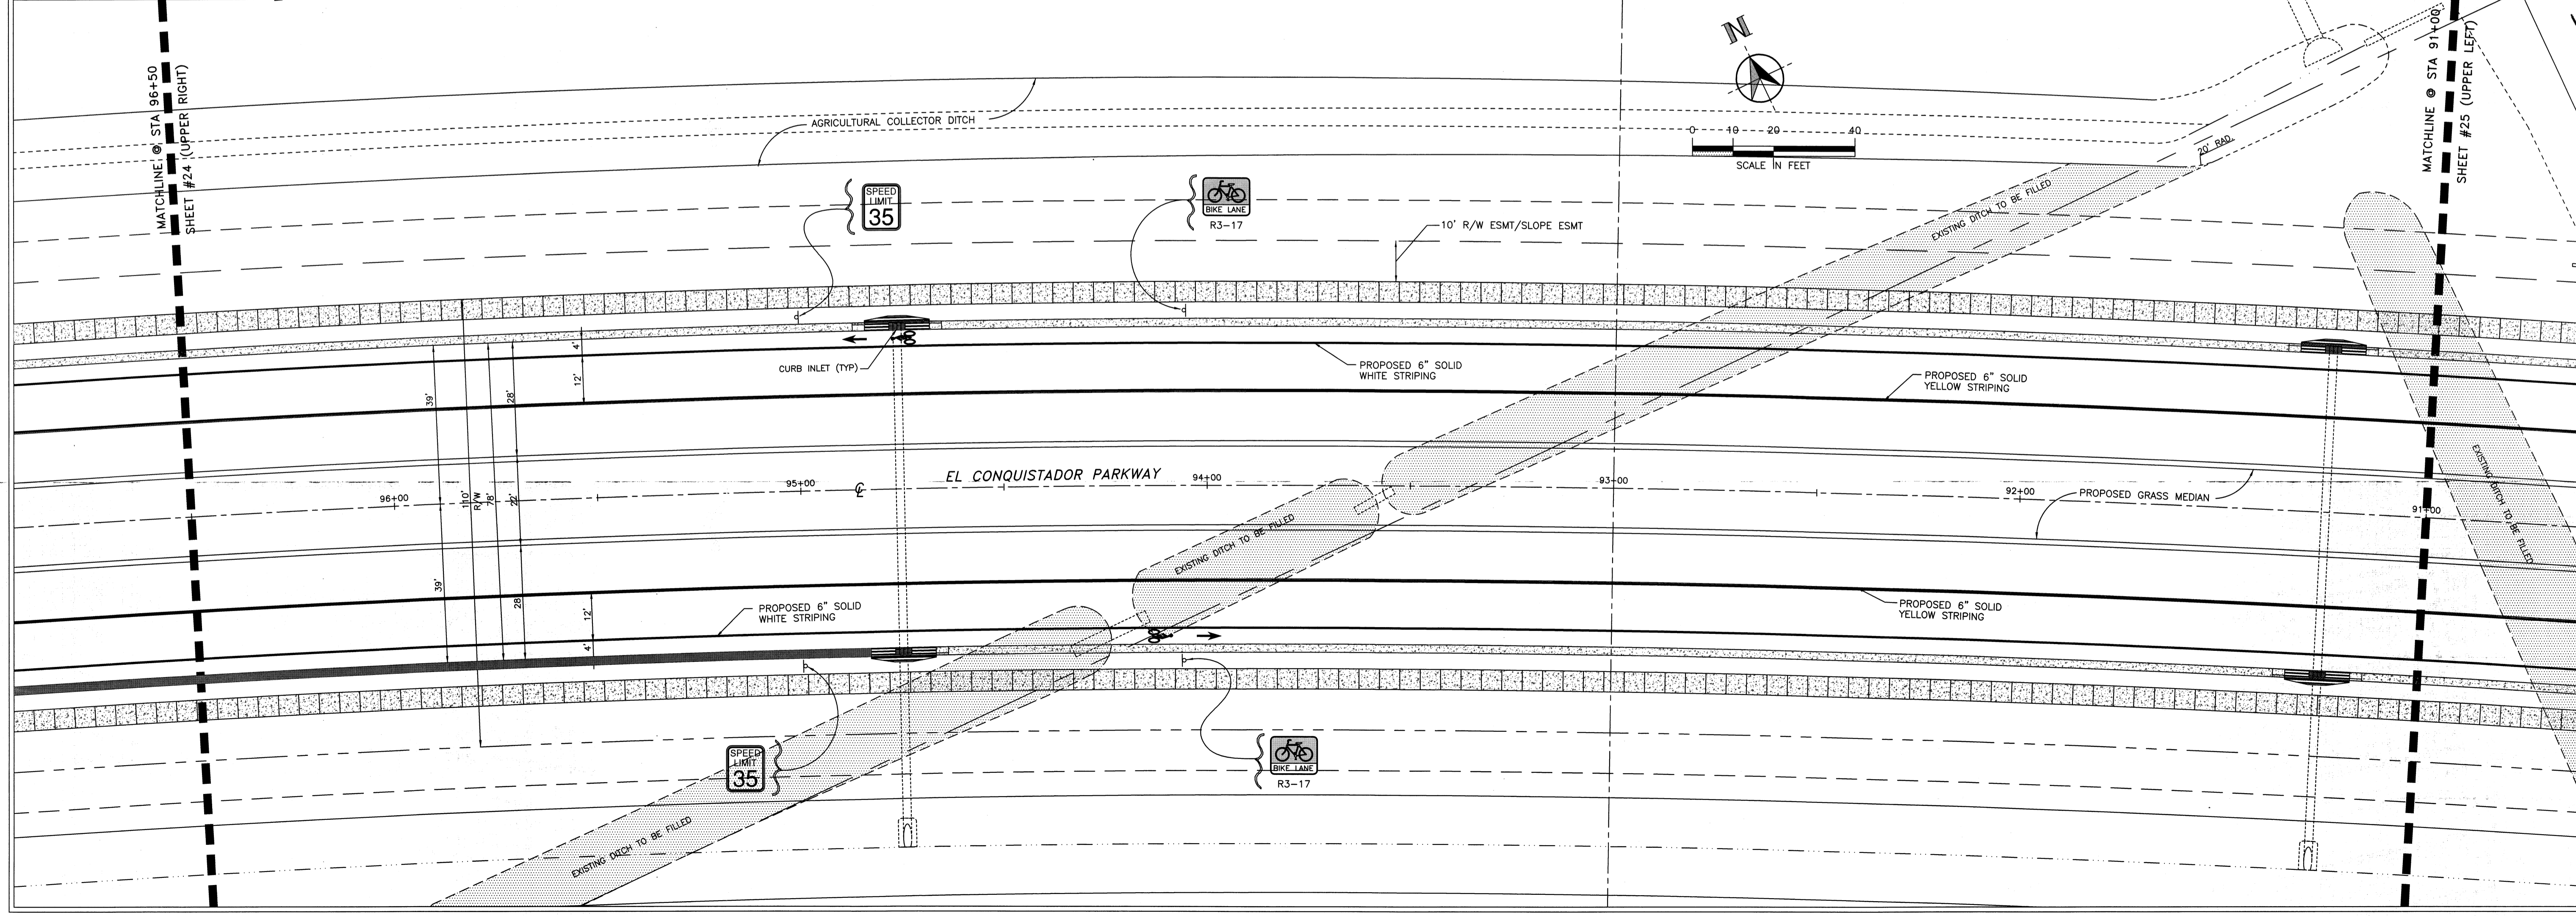 MATCHLINE @ STA 96+50
SHEET #24 (UPPER RIGHT)
AGRICULTURAL COLLECTOR DITCH
SPEED
LIMIT
35
BIKE LANE
R3-17
N
0 10 20 40
SCALE IN FEET
10' R/W ESMT/SLOPE ESMT
EXISTING DITCH TO BE FILLED
20' RAD.
MATCHLINE @ STA 91+00
SHEET #25 (UPPER LEFT)
CURB INLET (TYP)
4'
12'
39'
28'
PROPOSED 6" SOLID
WHITE STRIPING
PROPOSED 6" SOLID
YELLOW STRIPING
EL CONQUISTADOR PARKWAY
96+00
95+00
94+00
93+00
92+00
91+00
110'
R/W
78'
22'
PROPOSED GRASS MEDIAN
EXISTING DITCH TO BE FILLED
EXISTING DITCH TO BE FILLED
39'
28'
12'
4'
PROPOSED 6" SOLID
WHITE STRIPING
PROPOSED 6" SOLID
YELLOW STRIPING
SPEED
LIMIT
35
BIKE LANE
R3-17
EXISTING DITCH TO BE FILLED